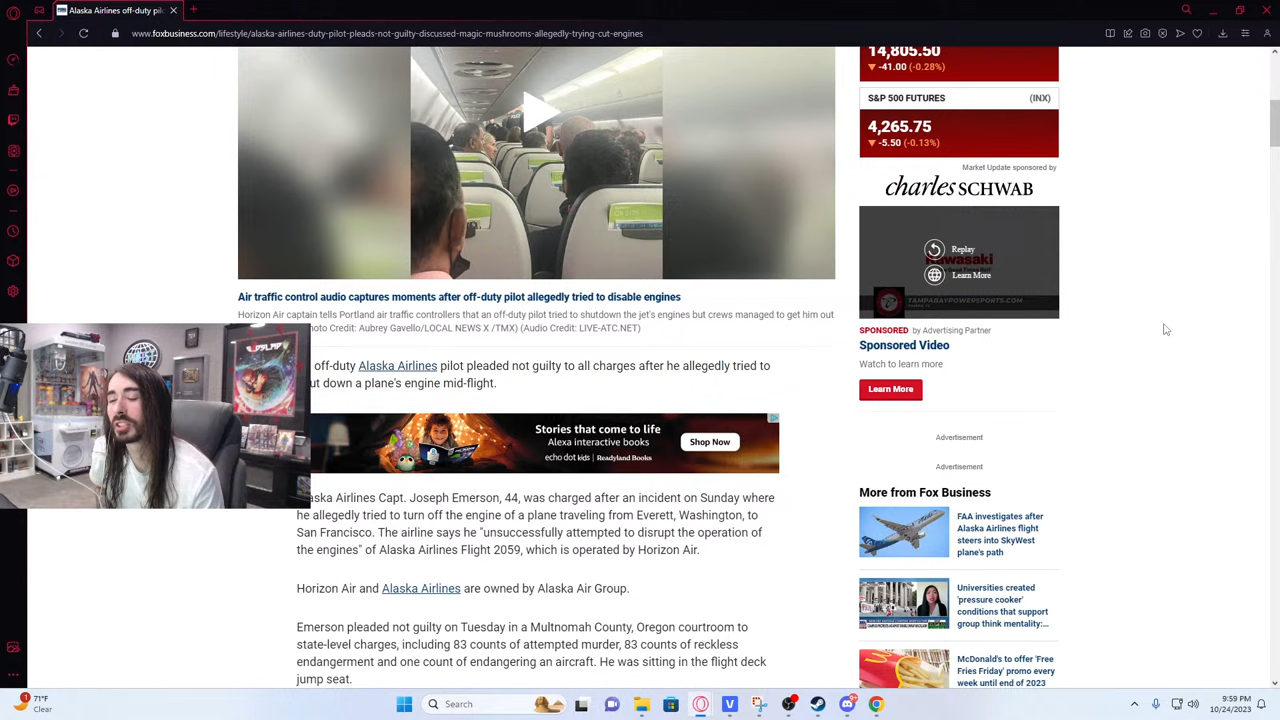 Alaska Airlines off-duty pil
www.foxbusiness.com/lifestyle/alaska-airlines-off-duty-pilot-pleads-not-guilty-discussed-magic-mushrooms-allegedly-trying-cut-engines
14,805.50
-41.00 (-0.28%)
S&P 500 FUTURES (INX)
4,265.75
-5.50 (-0.13%)
Market Update sponsored by
charles SCHWAB
Replay
Kawasaki
Learn More
TAMPABAYPOWERSPORTS.COM
SPONSORED by Advertising Partner
Sponsored Video
Watch to learn more
Learn More
Advertisement
Advertisement
More from Fox Business
FAA investigates after
Alaska Airlines flight
steers into SkyWest
plane's path
Universities created
'pressure cooker'
conditions that support
group think mentality:...
McDonald's to offer 'Free
Fries Friday' promo every
week until end of 2023
Air traffic control audio captures moments after off-duty pilot allegedly tried to disable engines
Horizon Air captain tells Portland air traffic controllers that an off-duty pilot tried to shutdown the jet's engines but crews managed to get him out
oto Credit: Aubrey Gavello/LOCAL NEWS X /TMX) (Audio Credit: LIVE-ATC.NET)
off-duty Alaska Airlines pilot pleaded not guilty to all charges after he allegedly tried to
ut down a plane's engine mid-flight.
Stories that come to life
Alexa interactive books
echo dot kids | Readyland Books
Shop Now
aska Airlines Capt. Joseph Emerson, 44, was charged after an incident on Sunday where
he allegedly tried to turn off the engine of a plane traveling from Everett, Washington, to
San Francisco. The airline says he "unsuccessfully attempted to disrupt the operation of
the engines" of Alaska Airlines Flight 2059, which is operated by Horizon Air.
Horizon Air and Alaska Airlines are owned by Alaska Air Group.
pleaded not guilty on Tuesday in a Multnomah County, Oregon courtroom to
state-level charges, including 83 counts of attempted murder, 83 counts of reckless
endangerment and one count of endangering an aircraft. He was sitting in the flight deck
jump seat.
1
71°F
Clear
Search
99+
9:59 PM
10/24/2023